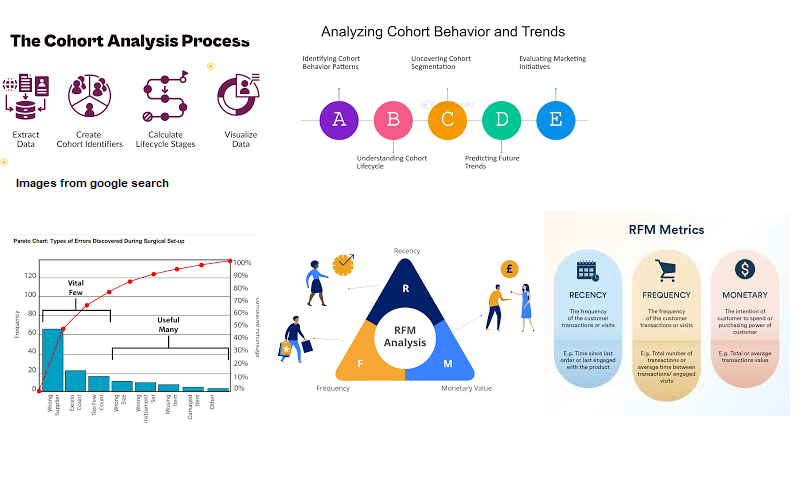 The Cohort Analysis Process
Extract
Data
Create
Cohort Identifiers
Calculate
Lifecycle Stages
Visualize
Data
Images from google search
Analyzing Cohort Behavior and Trends
Identifying Cohort
Behavior Patterns
Uncovering Cohort
Segmentation
Evaluating Marketing
Initiatives
A
B
C
D
E
Understanding Cohort
Lifecycle
Predicting Future
Trends
Pareto Chart: Types of Errors Discovered During Surgical Set-up
Frequency
120
100
80
60
40
20
0
Vital
Few
Useful
Many
100%
90%
80%
70%
60%
50%
40%
30%
20%
10%
0%
Wrong
Supplier
Excess
Count
Too Few
Count
Wrong
Size
Wrong
Instrument
Set
Missing
Item
Damaged
Item
Other
Recency
R
RFM
Analysis
F
M
Frequency
Monetary Value
£
RFM Metrics
$
RECENCY
The frequency
of the customer
transactions or visits
E.g. Time since last
order or last engaged
with the product
FREQUENCY
The frequency
of the customer
transactions or visits
E.g. Total number of
transactions or
average time between
transactions/ engaged
visits
MONETARY
The intention of
customer to spend or
purchasing power of
customer
E.g. Total or average
transactions value